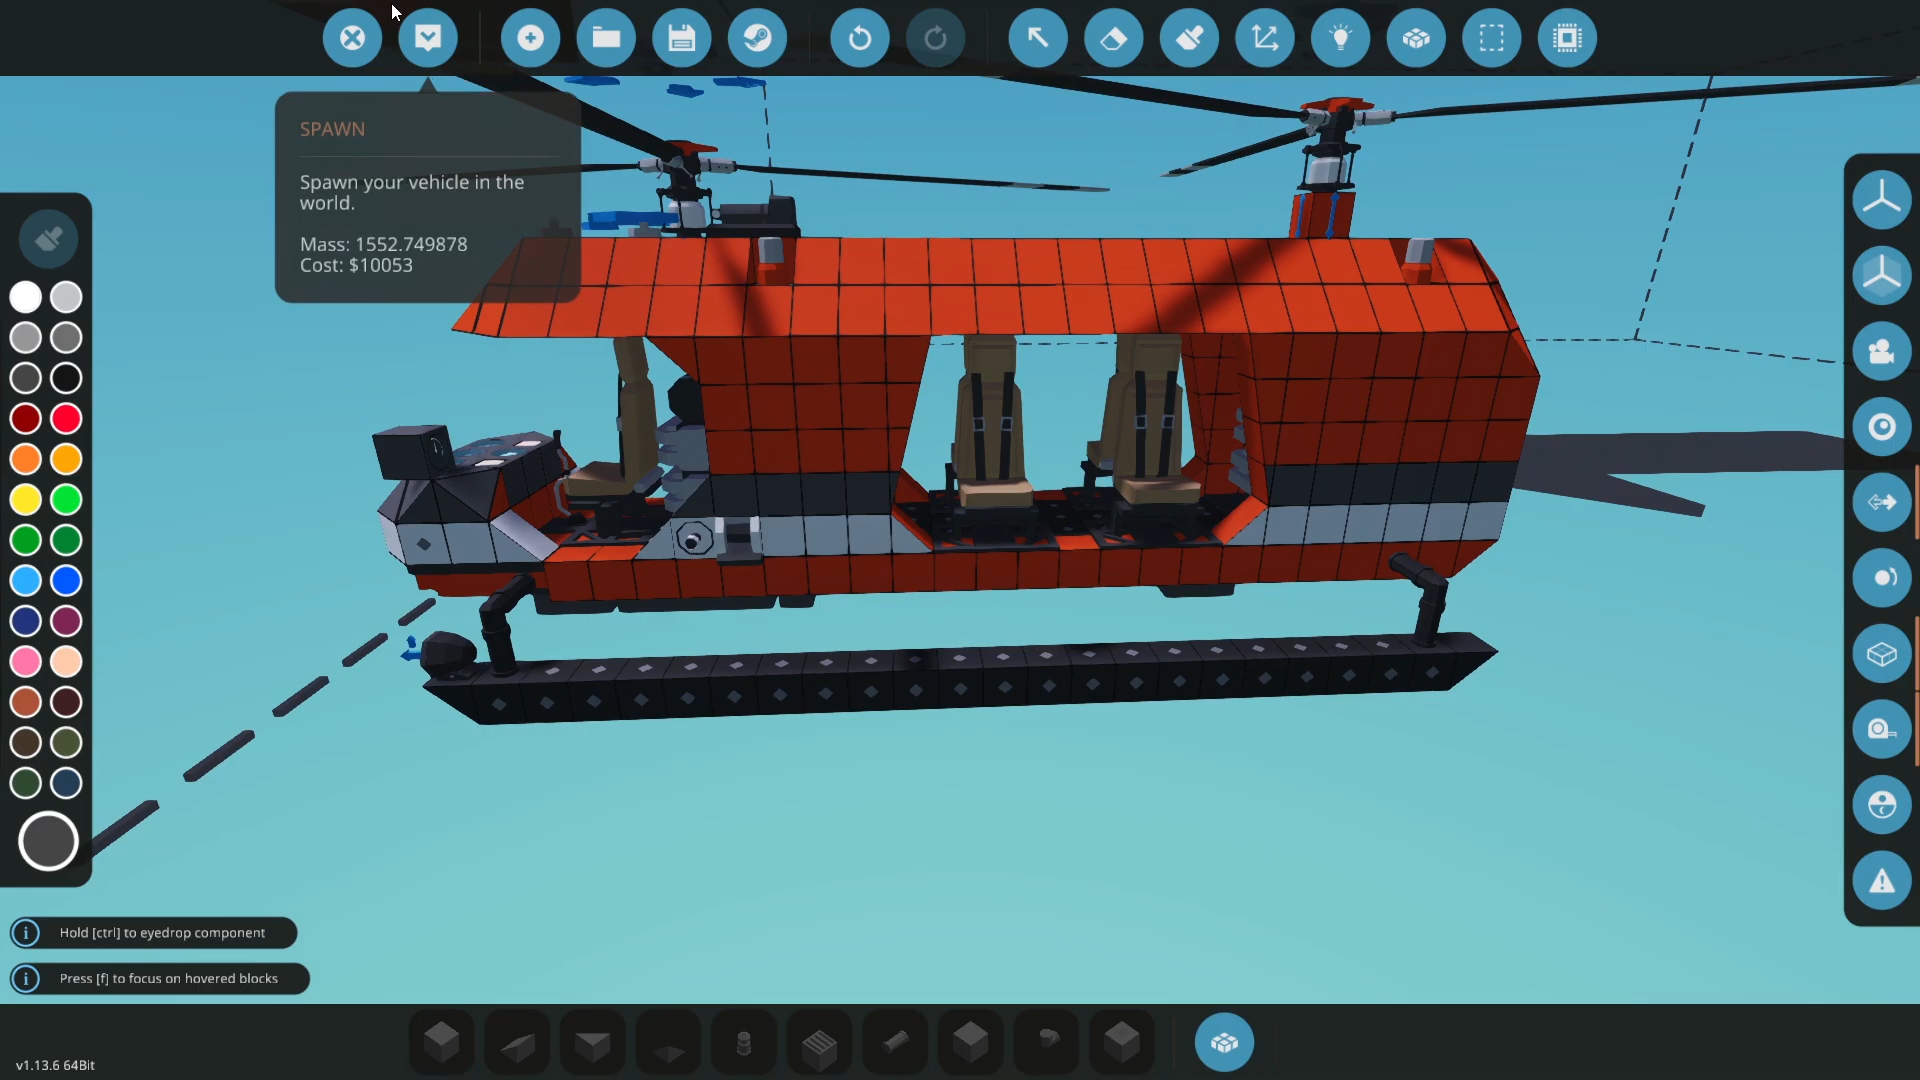 SPAWN
Spawn your vehicle in the
world.
Mass: 1552.749878
Cost: $10053
Hold [ctrl] to eyedrop component
Press [f] to focus on hovered blocks
v1.13.6 64Bit